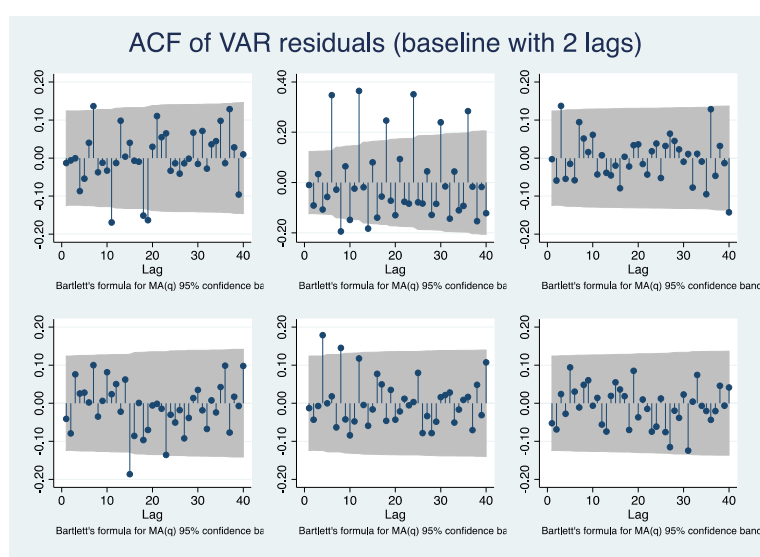 ACF of VAR residuals (baseline with 2 lags)
0.20
0.10
0.00
-0.10
-0.20
0 10 20 30 40
Lag
Bartlett's formula for MA(q) 95% confidence ba
0.40
0.20
0.00
-0.20
0 10 20 30 40
Lag
Bartlett's formula for MA(q) 95% confidence ba
0.20
0.10
0.00
-0.10
-0.20
0 10 20 30 40
Lag
Bartlett's formula for MA(q) 95% confidence banc
0.20
0.10
0.00
-0.10
-0.20
0 10 20 30 40
Lag
Bartlett's formula for MA(q) 95% confidence ba
0.20
0.10
0.00
-0.10
-0.20
0 10 20 30 40
Lag
Bartlett's formula for MA(q) 95% confidence ba
0.20
0.10
0.00
-0.10
-0.20
0 10 20 30 40
Lag
Bartlett's formula for MA(q) 95% confidence banc